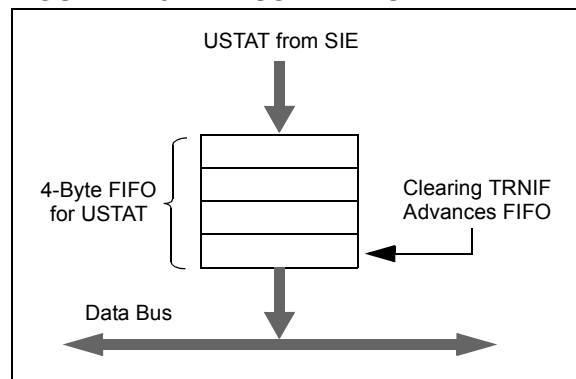 USTAT from SIE
4-Byte FIFO
for USTAT
Clearing TRNIF
Advances FIFO
Data Bus